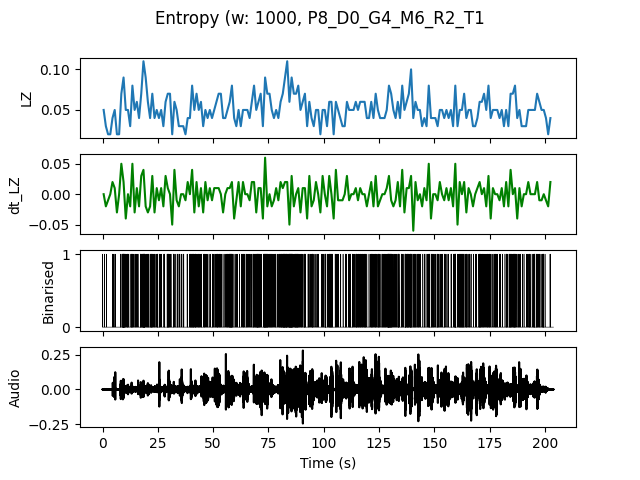 Entropy (w: 1000, P8_D0_G4_M6_R2_T1
0.10
0.05
LZ
0.05
0.00
−0.05
dt_LZ
1
0
Binarised
0.25
0.00
−0.25
Audio
0 25 50 75 100 125 150 175 200
Time (s)